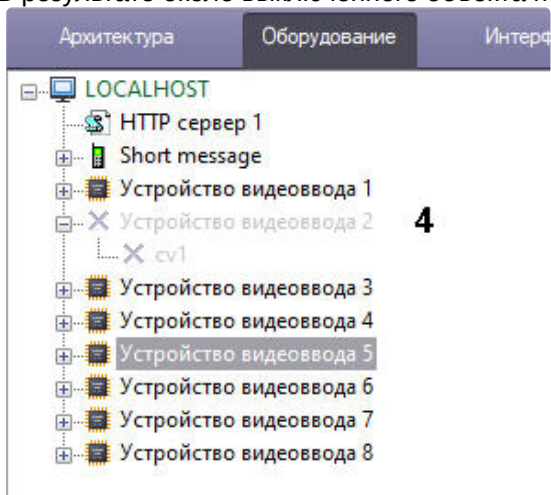 Архитектура Оборудование
LOCALHOST
HTTP сервер 1
Short message
Устройство видеоввода 1
Устройство видеоввода 2 4
cv1
Устройство видеоввода 3
Устройство видеоввода 4
Устройство видеоввода 5
Устройство видеоввода 6
Устройство видеоввода 7
Устройство видеоввода 8